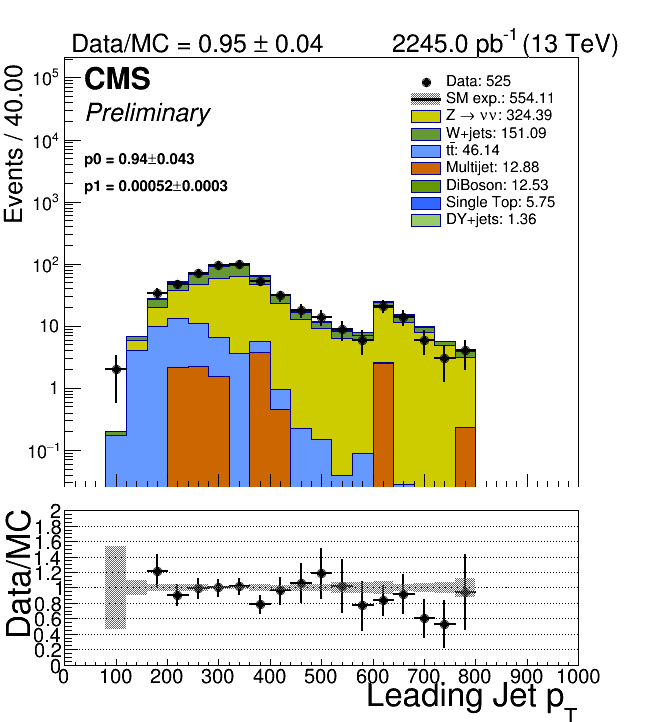 Data/MC = 0.95 ± 0.04 2245.0 pb⁻¹ (13 TeV)
CMS
Preliminary
p0 = 0.94±0.043
p1 = 0.00052±0.0003
Data: 525
SM exp.: 554.11
Z → νν: 324.39
W+jets: 151.09
tt̄: 46.14
Multijet: 12.88
DiBoson: 12.53
Single Top: 5.75
DY+jets: 1.36
Events / 40.00
10⁵
10⁴
10³
10²
10
1
10⁻¹
Data/MC
2
1.8
1.6
1.4
1.2
1
0.8
0.6
0.4
0.2
0
0 100 200 300 400 500 600 700 800 900 1000
Leading Jet p_T